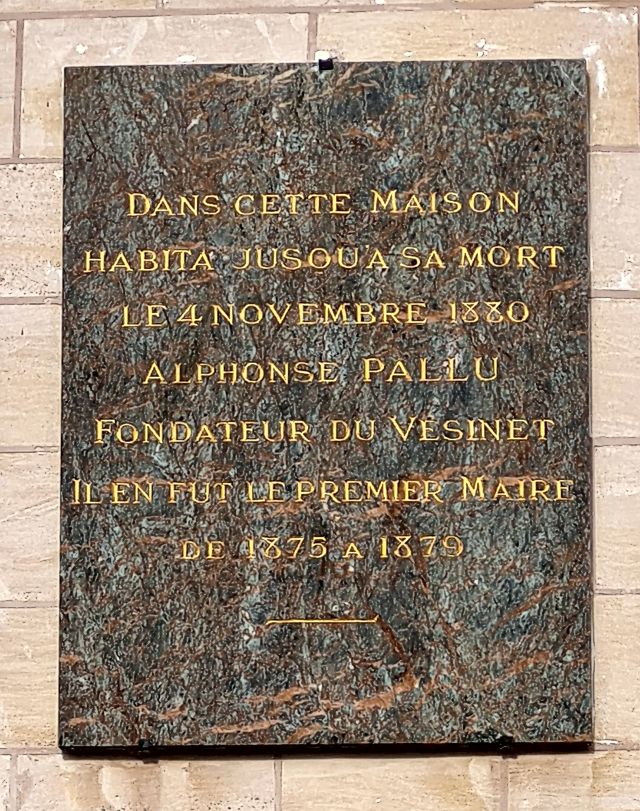 DANS CETTE MAISON
HABITA JUSQU'A SA MORT
LE 4 NOVEMBRE 1880
ALPHONSE PALLU
FONDATEUR DU VÉSINET
IL EN FUT LE PREMIER MAIRE
DE 1875 A 1879